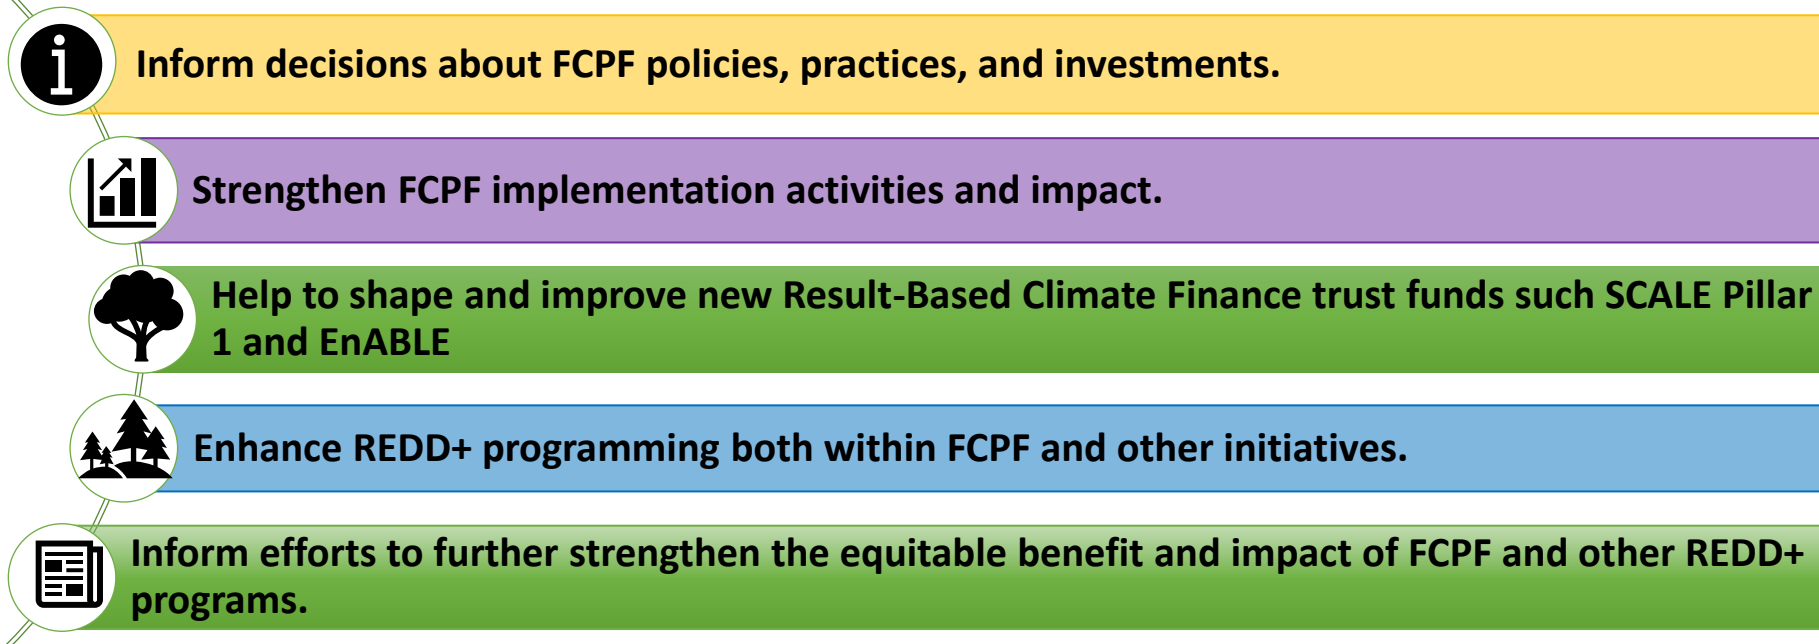 Inform decisions about FCPF policies, practices, and investments.
Strengthen FCPF implementation activities and impact.
Help to shape and improve new Result-Based Climate Finance trust funds such SCALE Pillar
1 and EnABLE
Enhance REDD+ programming both within FCPF and other initiatives.
Inform efforts to further strengthen the equitable benefit and impact of FCPF and other REDD+
programs.